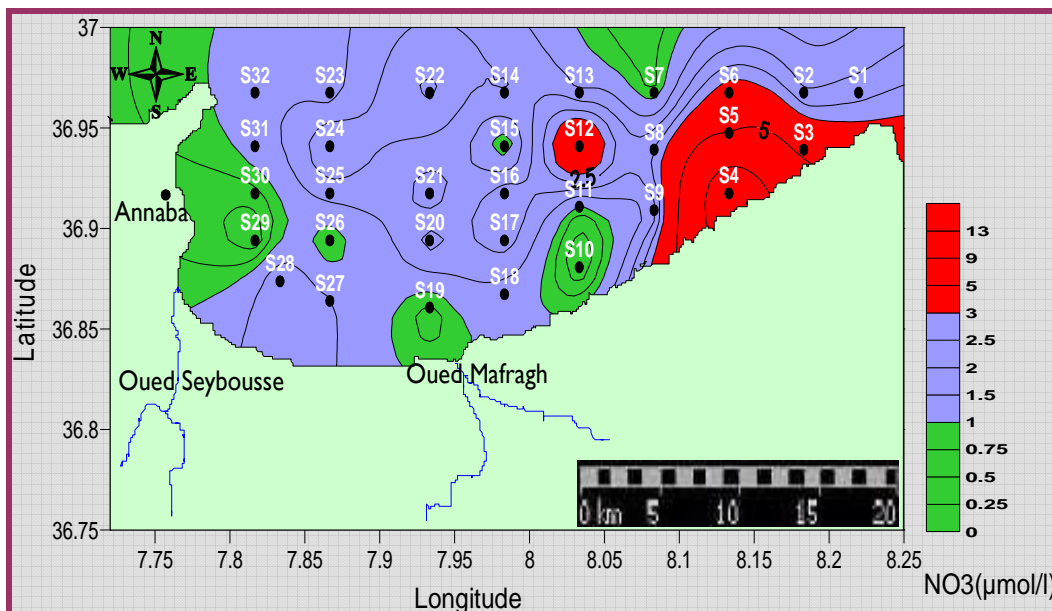 37
36.95
36.9
36.85
36.8
36.75
Latitude
N
W E
S
S32 S23 S22 S14 S13 S7 S6 S2 S1
S31 S24 S15 S12 S8 S5 5 S3
S30 S25 S21 S16 2.5 S4
Annaba S29 S26 S20 S17 S11 S9
S28 S27 S19 S18 S10
Oued Seybousse
Oued Mafragh
0 km 5 10 15 20
13
9
5
3
2.5
2
1.5
1
0.75
0.5
0.25
0
7.75 7.8 7.85 7.9 7.95 8 8.05 8.1 8.15 8.2 8.25
Longitude
NO3(µmol/l)